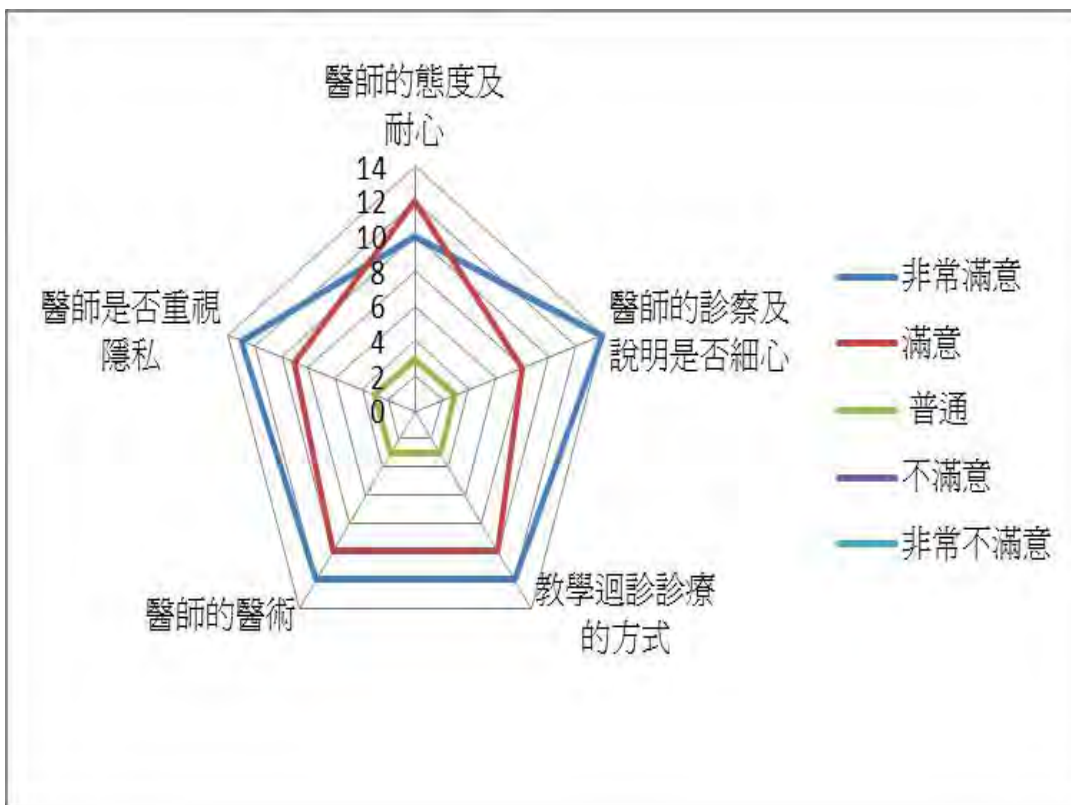 醫師的態度及
耐心
14
12
10
8
6
4
2
0
醫師的診察及
說明是否細心
教學迴診診療
的方式
醫師的醫術
醫師是否重視
隱私
非常滿意
滿意
普通
不滿意
非常不滿意